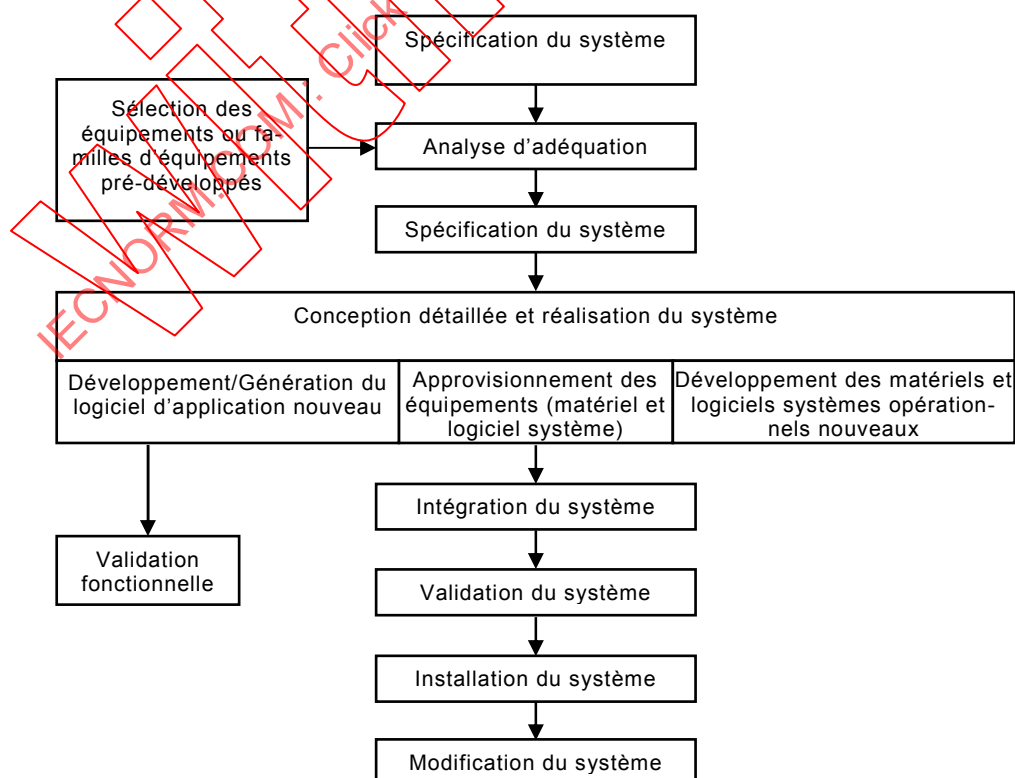 Spécification du système
Sélection des
équipements ou fa-
milles d'équipements
pré-développés
Analyse d'adéquation
Spécification du système
Conception détaillée et réalisation du système
Développement/Génération du
logiciel d'application nouveau
Approvisionnement des
équipements (matériel et
logiciel système)
Développement des matériels et
logiciels systèmes opération-
nels nouveaux
Intégration du système
Validation
fonctionnelle
Validation du système
Installation du système
Modification du système
IECNORM.COM : Click